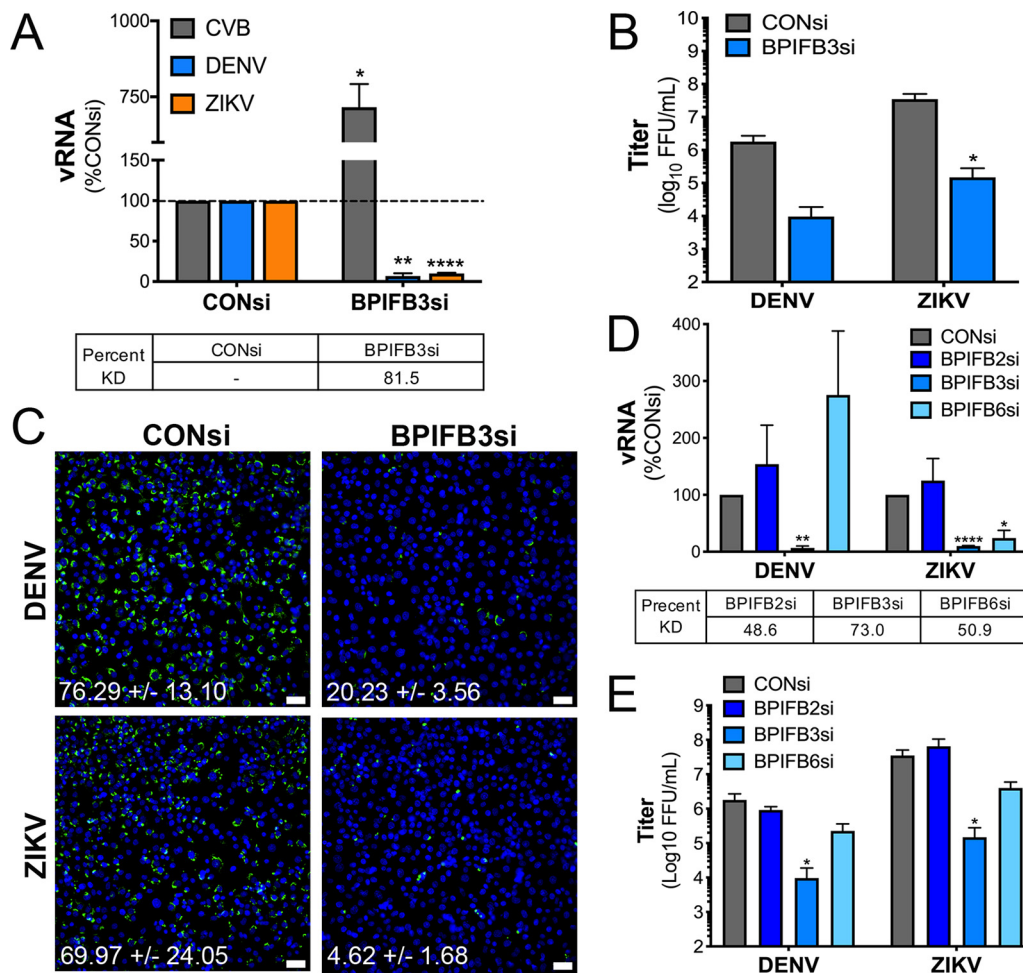 A
vRNA
(%CONsi)
1000
750
150
100
50
0
CVB
DENV
ZIKV
*
**
****
CONsi
BPIFB3si
Percent
KD
CONsi
BPIFB3si
-
81.5
B
Titer
(log10 FFU/mL)
10
9
8
7
6
5
4
3
2
CONsi
BPIFB3si
*
DENV
ZIKV
C
CONsi
BPIFB3si
DENV
76.29 +/- 13.10
20.23 +/- 3.56
ZIKV
69.97 +/- 24.05
4.62 +/- 1.68
D
vRNA
(%CONsi)
400
300
200
100
0
CONsi
BPIFB2si
BPIFB3si
BPIFB6si
**
****
*
DENV
ZIKV
Precent
KD
BPIFB2si
BPIFB3si
BPIFB6si
48.6
73.0
50.9
E
Titer
(Log10 FFU/mL)
9
8
7
6
5
4
3
2
CONsi
BPIFB2si
BPIFB3si
BPIFB6si
*
*
DENV
ZIKV